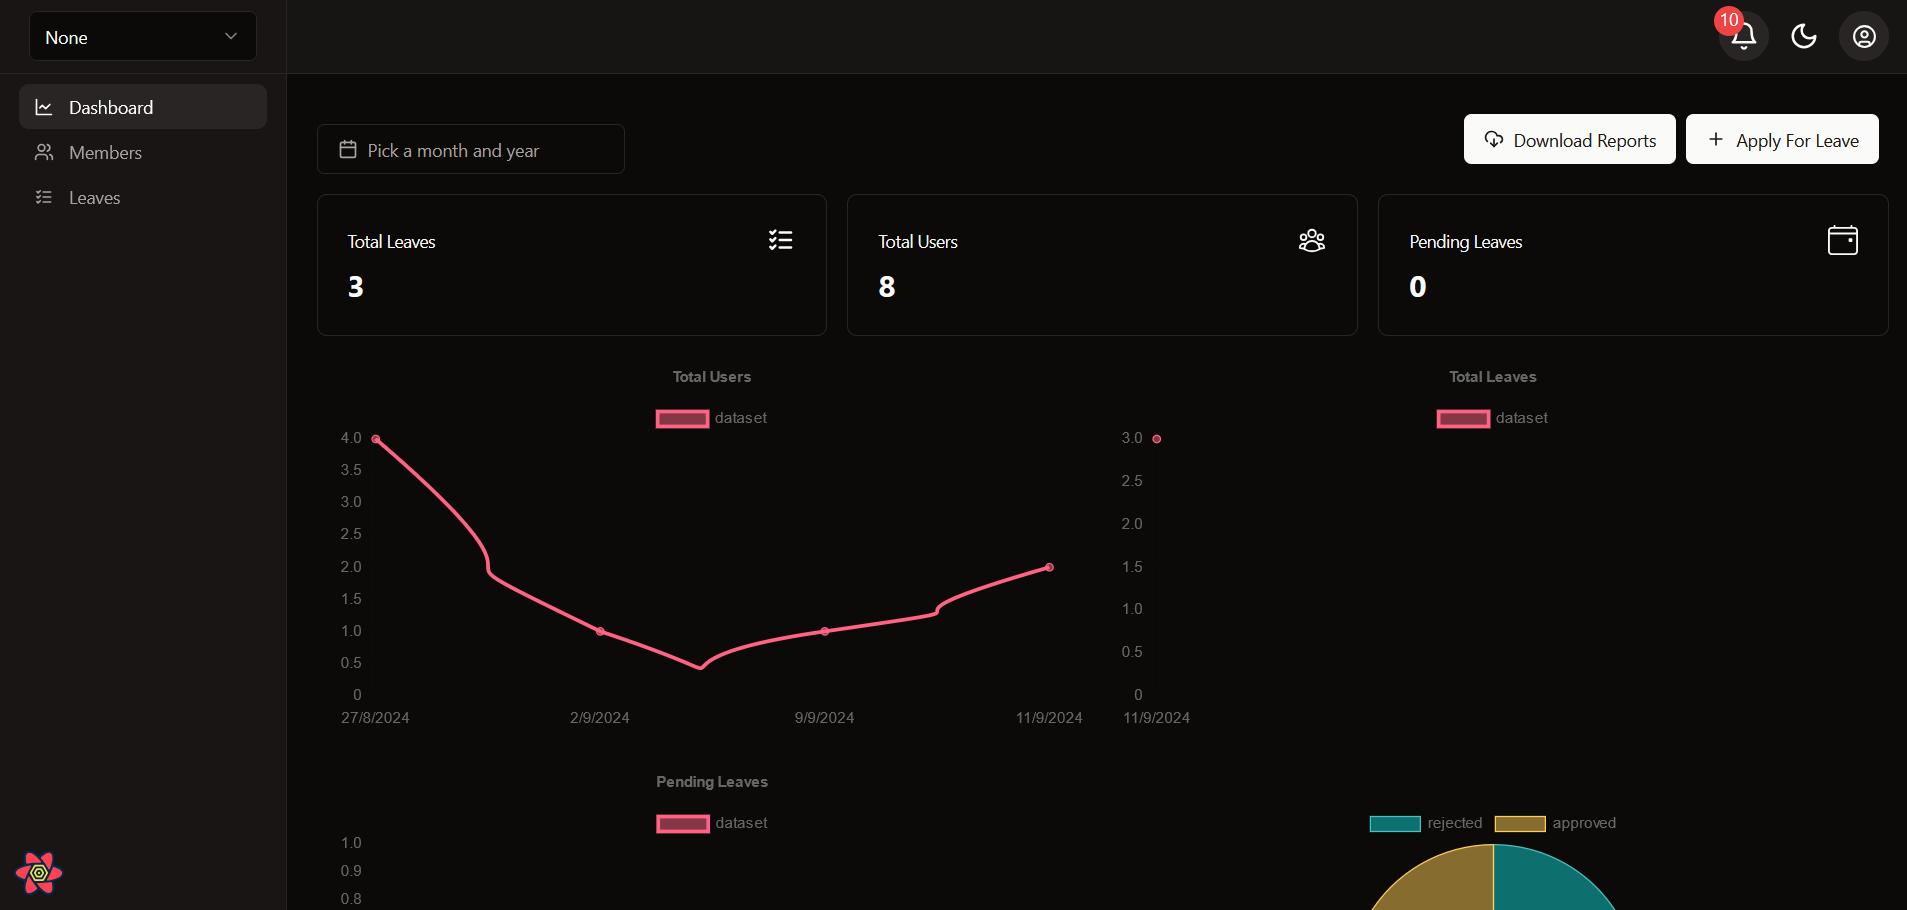 None
10
Dashboard
Members
Leaves
Pick a month and year
Download Reports
Apply For Leave
Total Leaves
3
Total Users
8
Pending Leaves
0
Total Users
dataset
4.0
3.5
3.0
2.5
2.0
1.5
1.0
0.5
0
27/8/2024 2/9/2024 9/9/2024 11/9/2024
Total Leaves
dataset
3.0
2.5
2.0
1.5
1.0
0.5
0
11/9/2024
Pending Leaves
dataset
1.0
0.9
0.8
rejected approved